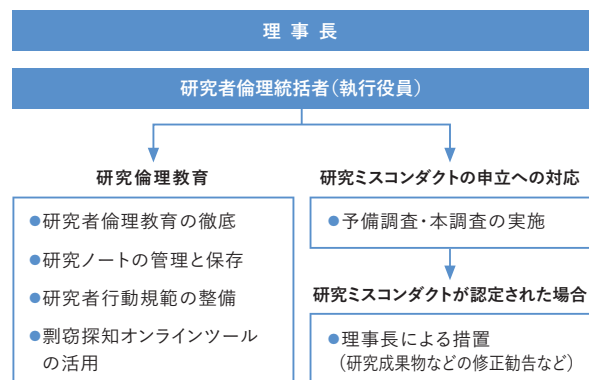 理事長
研究者倫理統括者(執行役員)
研究倫理教育
●研究者倫理教育の徹底
●研究ノートの管理と保存
●研究者行動規範の整備
●剽窃探知オンラインツール
の活用
研究ミスコンダクトの申立への対応
●予備調査・本調査の実施
研究ミスコンダクトが認定された場合
●理事長による措置
(研究成果物などの修正勧告など)